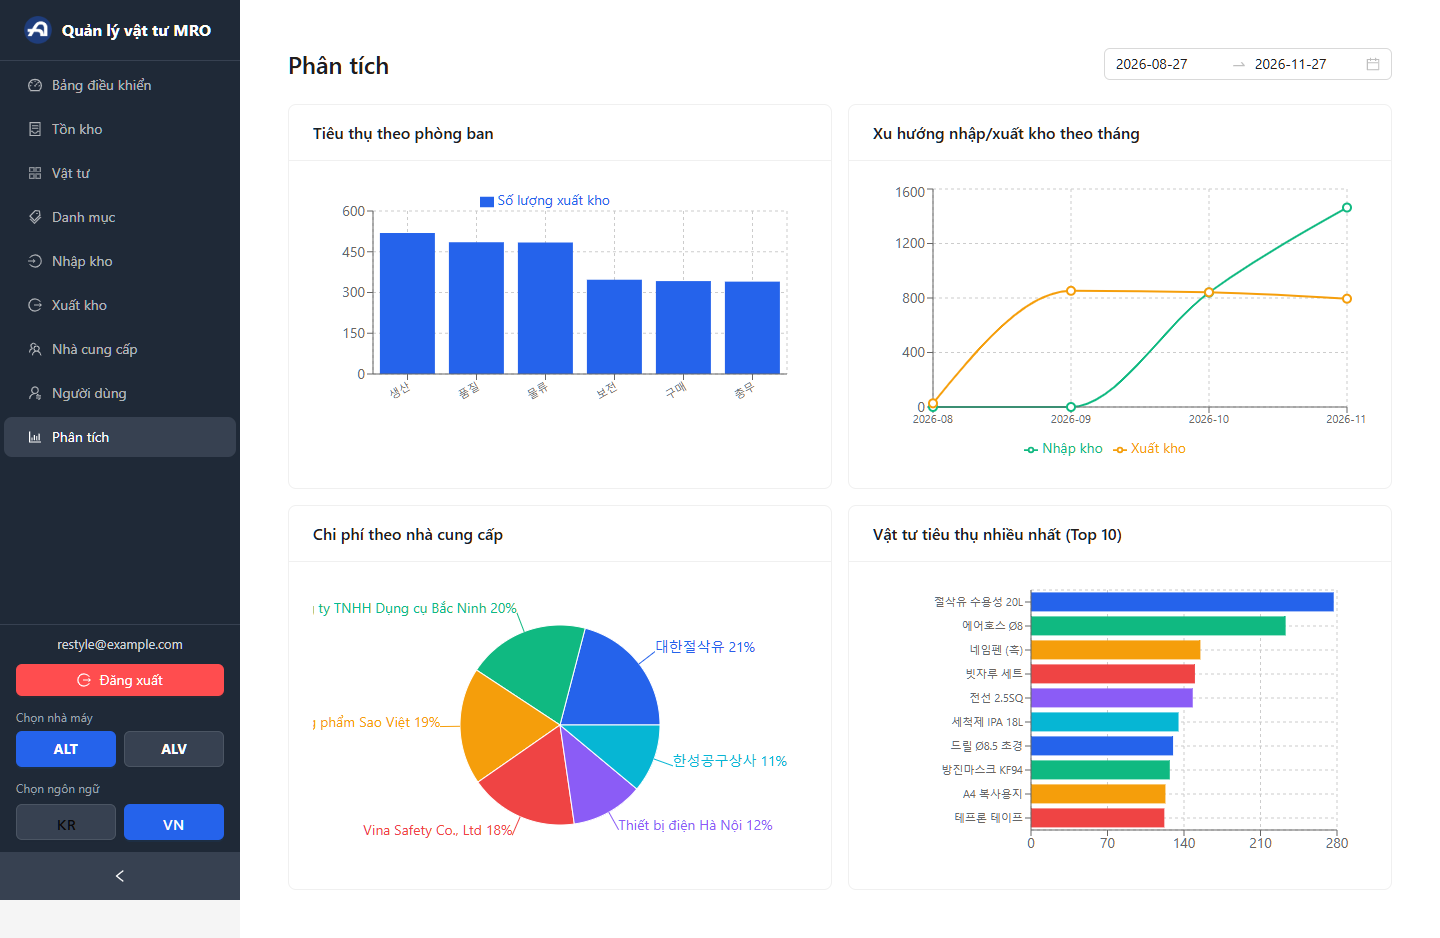 Quản lý vật tư MRO
Bảng điều khiển
Tồn kho
Vật tư
Danh mục
Nhập kho
Xuất kho
Nhà cung cấp
Người dùng
Phân tích
restyle@example.com
Đăng xuất
Chọn nhà máy
ALT ALV
Chọn ngôn ngữ
KR VN
Phân tích
2026-08-27 2026-11-27
Tiêu thụ theo phòng ban
Số lượng xuất kho
600
450
300
150
0
생산 품질 물류 보전 구매 총무
Xu hướng nhập/xuất kho theo tháng
1600
1200
800
400
0
2026-08 2026-09 2026-10 2026-11
Nhập kho Xuất kho
Chi phí theo nhà cung cấp
ty TNHH Dụng cụ Bắc Ninh 20%
대한절삭유 21%
phẩm Sao Việt 19%
한성공구상사 11%
Vina Safety Co., Ltd 18%
Thiết bị điện Hà Nội 12%
Vật tư tiêu thụ nhiều nhất (Top 10)
절삭유 수용성 20L
에어호스 Ø8
네임펜 (흑)
빗자루 세트
전선 2.5SQ
세척제 IPA 18L
드릴 Ø8.5 초경
방진마스크 KF94
A4 복사용지
테프론 테이프
0 70 140 210 280